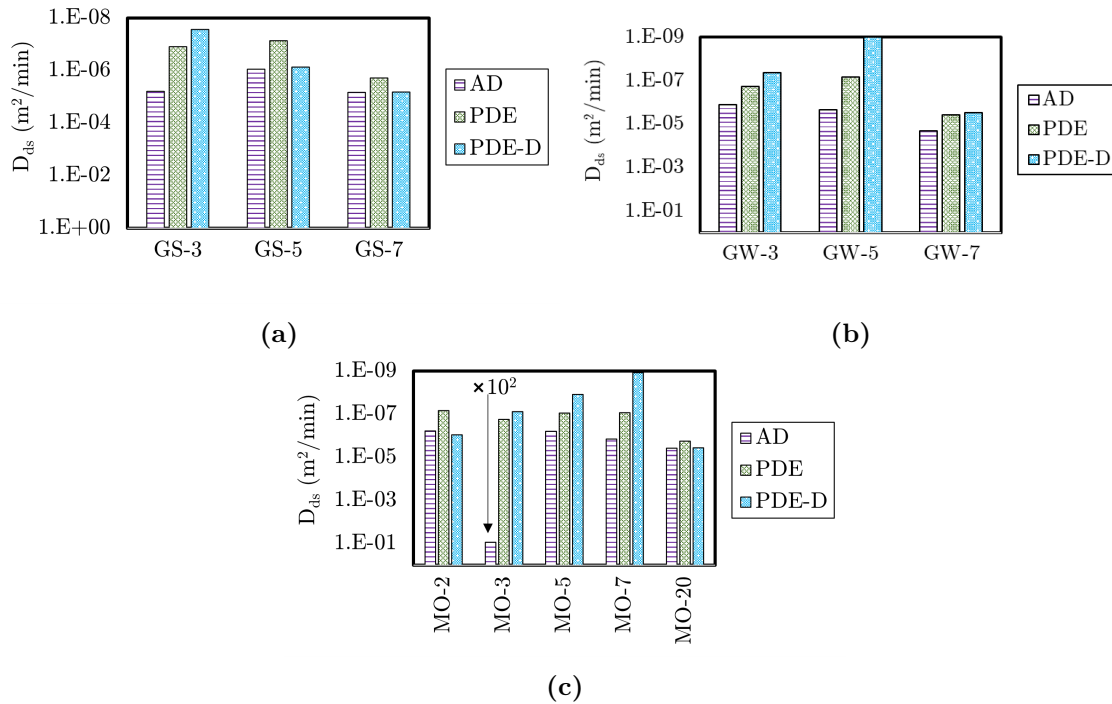 1.E-08
1.E-06
1.E-04
1.E-02
1.E+00
D_ds (m²/min)
GS-3 GS-5 GS-7
AD
PDE
PDE-D
(a)
1.E-09
1.E-07
1.E-05
1.E-03
1.E-01
D_ds (m²/min)
GW-3 GW-5 GW-7
AD
PDE
PDE-D
(b)
1.E-09
1.E-07
1.E-05
1.E-03
1.E-01
D_ds (m²/min)
×10²
MO-2 MO-3 MO-5 MO-7 MO-20
AD
PDE
PDE-D
(c)